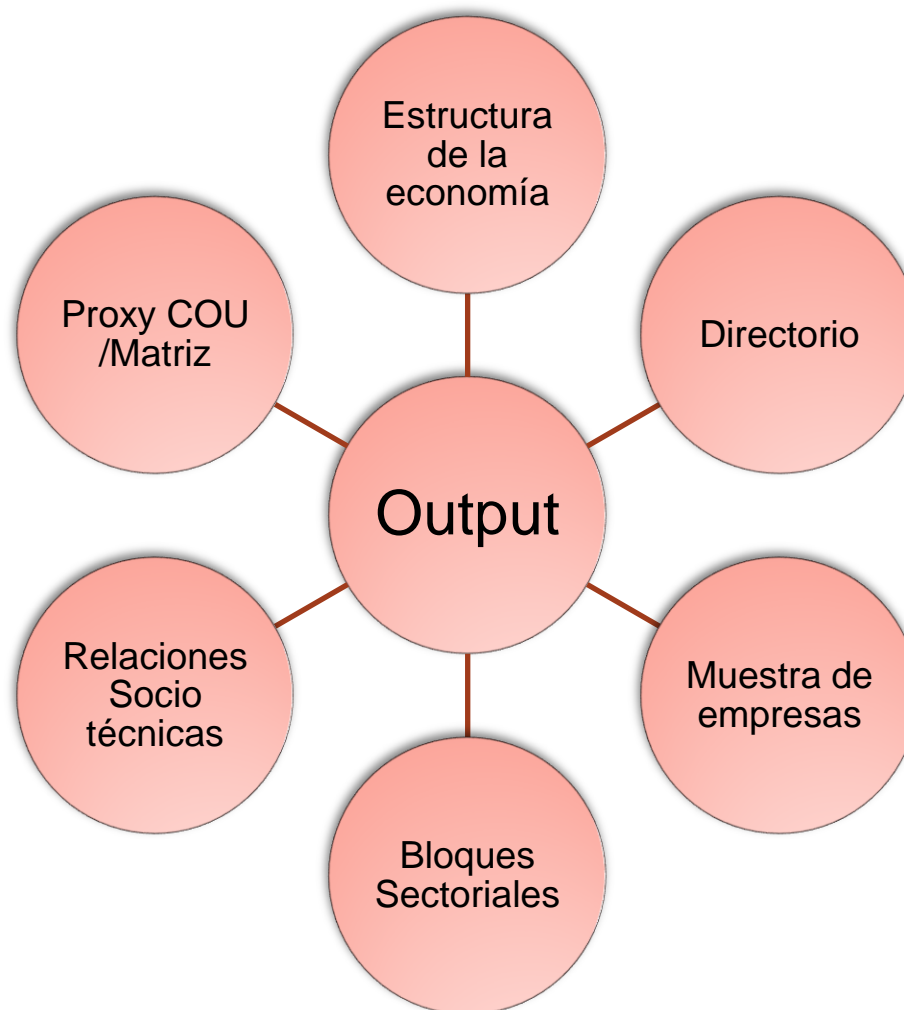 Estructura
de la
economía
Proxy COU
/Matriz
Directorio
Output
Relaciones
Socio
técnicas
Muestra de
empresas
Bloques
Sectoriales